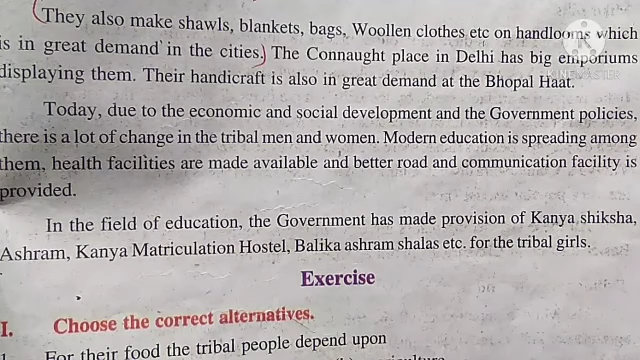 They also make shawls, blankets, bags, Woollen clothes etc on handlooms which
is in great demand in the cities. The Connaught place in Delhi has big emporiums
displaying them. Their handicraft is also in great demand at the Bhopal Haat.
Today, due to the economic and social development and the Government policies,
there is a lot of change in the tribal men and women. Modern education is spreading among
them, health facilities are made available and better road and communication facility is
provided.
In the field of education, the Government has made provision of Kanya shiksha,
Ashram, Kanya Matriculation Hostel, Balika ashram shalas etc. for the tribal girls.
Exercise
I. Choose the correct alternatives.
1. For their food the tribal people depend upon
KINEMASTER